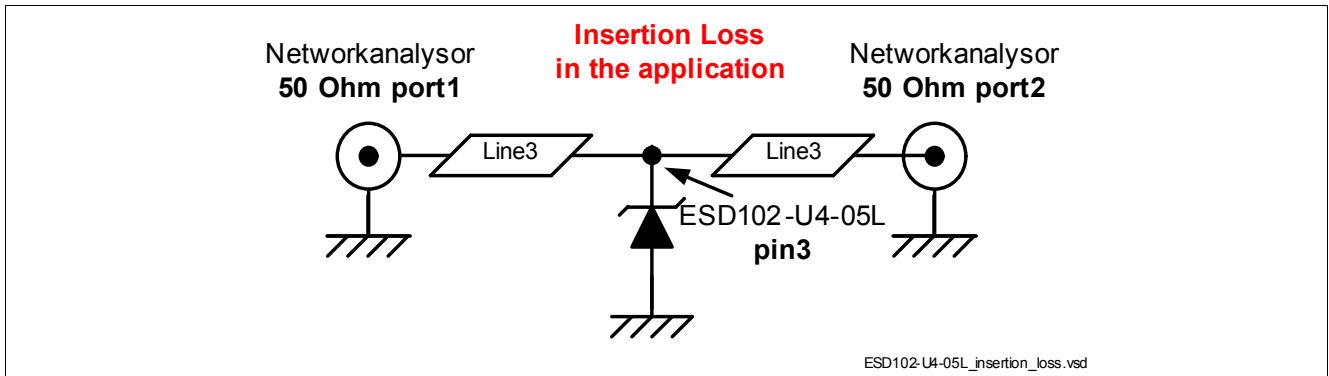 Insertion Loss
in the application
Networkanalysor
50 Ohm port1
Networkanalysor
50 Ohm port2
Line3
Line3
ESD102-U4-05L
pin3
ESD102-U4-05L_insertion_loss.vsd